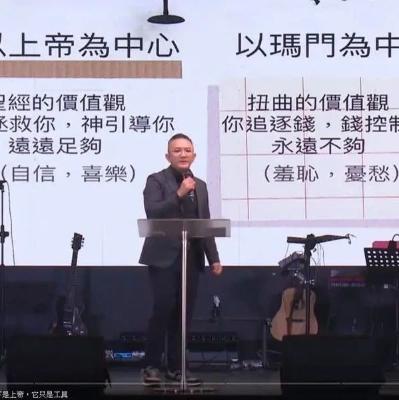 上帝為中心
聖經的價值觀
拯救你，神引導你
遠遠足夠
（自信，喜樂）
以瑪門為中
扭曲的價值觀
你追逐錢，錢控制
永遠不夠
（羞恥，憂愁）
是上帝，它只是工具